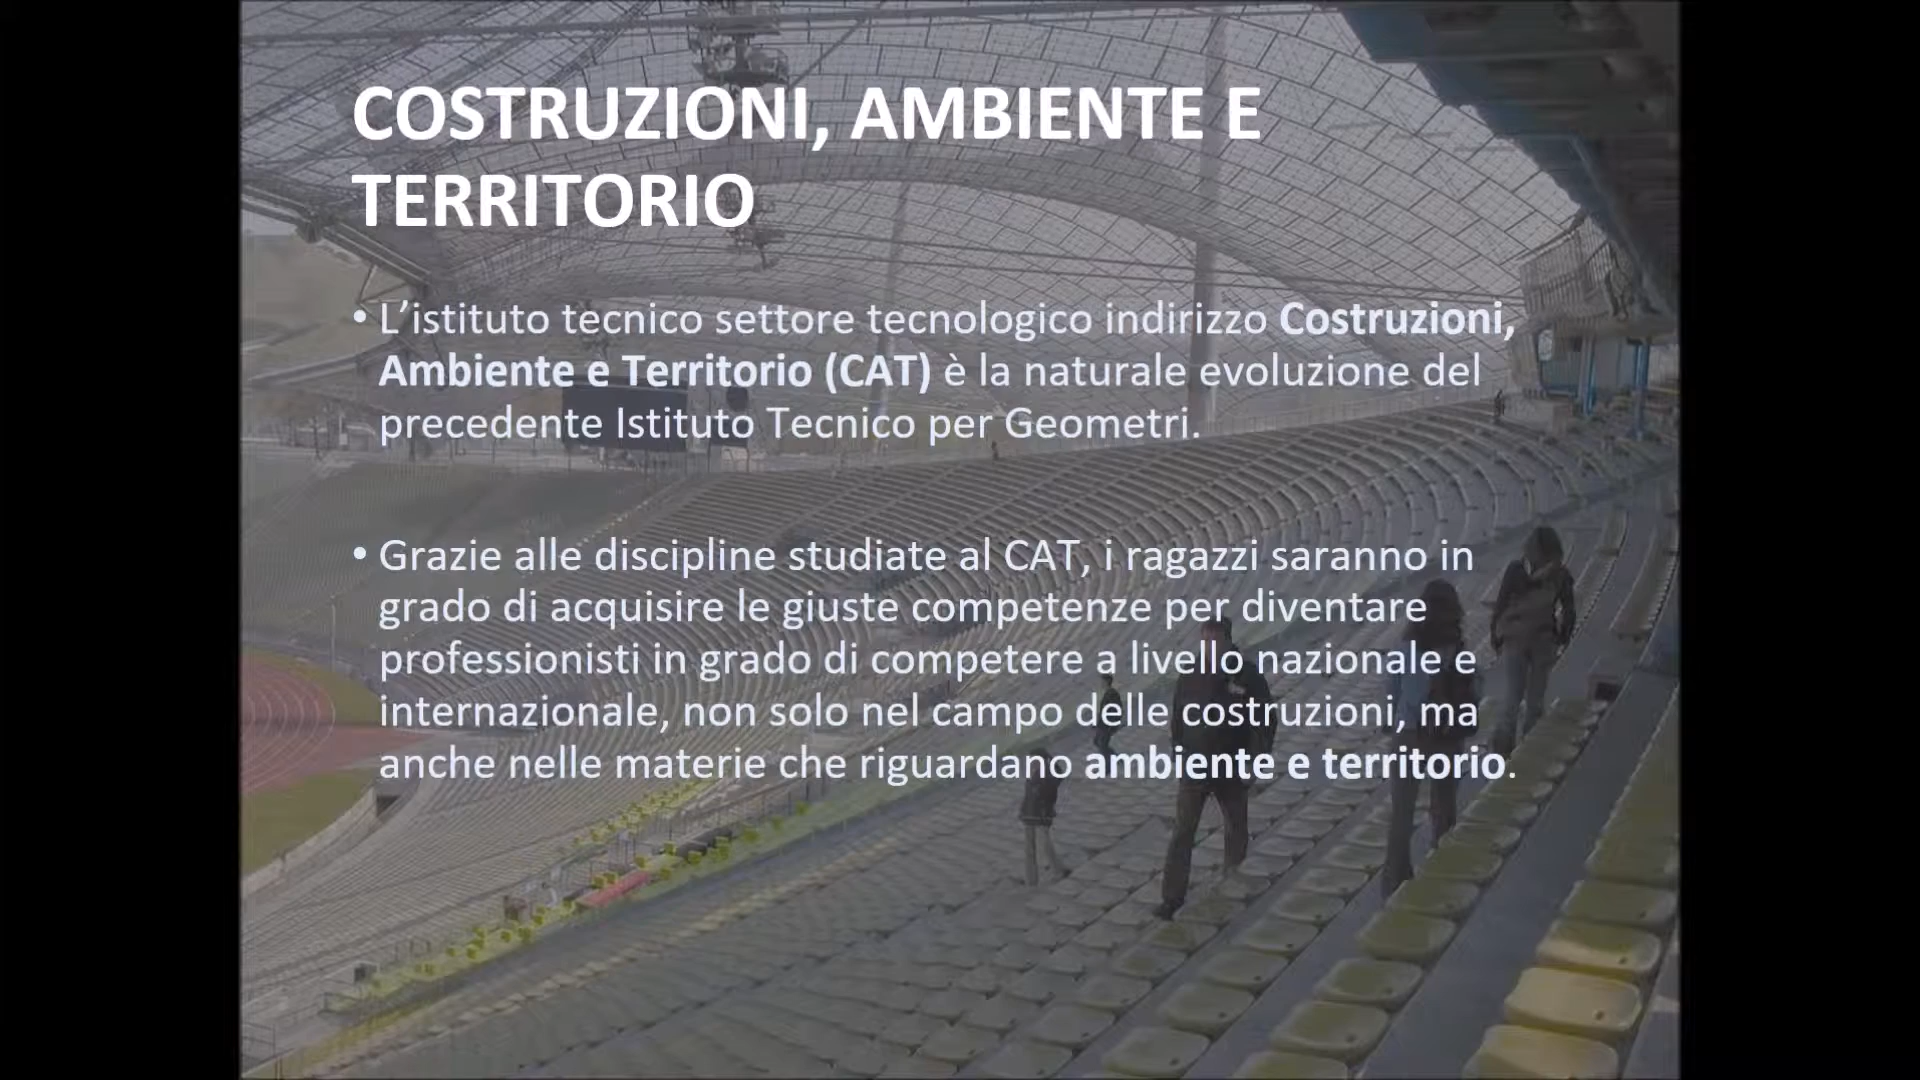 COSTRUZIONI, AMBIENTE E
TERRITORIO
• L’istituto tecnico settore tecnologico indirizzo Costruzioni,
Ambiente e Territorio (CAT) è la naturale evoluzione del
precedente Istituto Tecnico per Geometri.
• Grazie alle discipline studiate al CAT, i ragazzi saranno in
grado di acquisire le giuste competenze per diventare
professionisti in grado di competere a livello nazionale e
internazionale, non solo nel campo delle costruzioni, ma
anche nelle materie che riguardano ambiente e territorio.